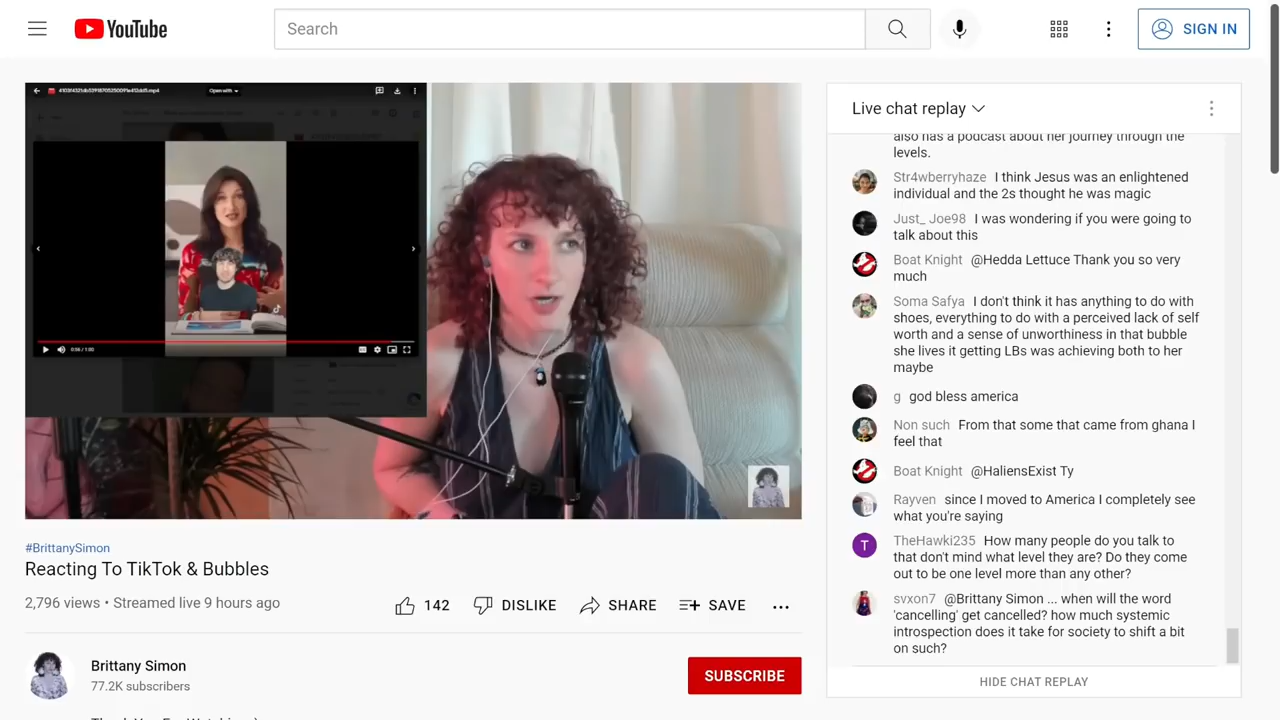 YouTube
Search
SIGN IN
Open with
0:56 / 1:00
Live chat replay
also has a podcast about her journey through the
levels.
Str4wberryhaze I think Jesus was an enlightened
individual and the 2s thought he was magic
Just_ Joe98 I was wondering if you were going to
talk about this
Boat Knight @Hedda Lettuce Thank you so very
much
Soma Safya I don't think it has anything to do with
shoes, everything to do with a perceived lack of self
worth and a sense of unworthiness in that bubble
she lives it getting LBs was achieving both to her
maybe
g god bless america
Non such From that some that came from ghana I
feel that
Boat Knight @HaliensExist Ty
Rayven since I moved to America I completely see
what you're saying
T
TheHawki235 How many people do you talk to
that don't mind what level they are? Do they come
out to be one level more than any other?
svxon7 @Brittany Simon ... when will the word
'cancelling' get cancelled? how much systemic
introspection does it take for society to shift a bit
on such?
HIDE CHAT REPLAY
#BrittanySimon
Reacting To TikTok & Bubbles
2,796 views • Streamed live 9 hours ago
142
DISLIKE
SHARE
SAVE
Brittany Simon
77.2K subscribers
SUBSCRIBE